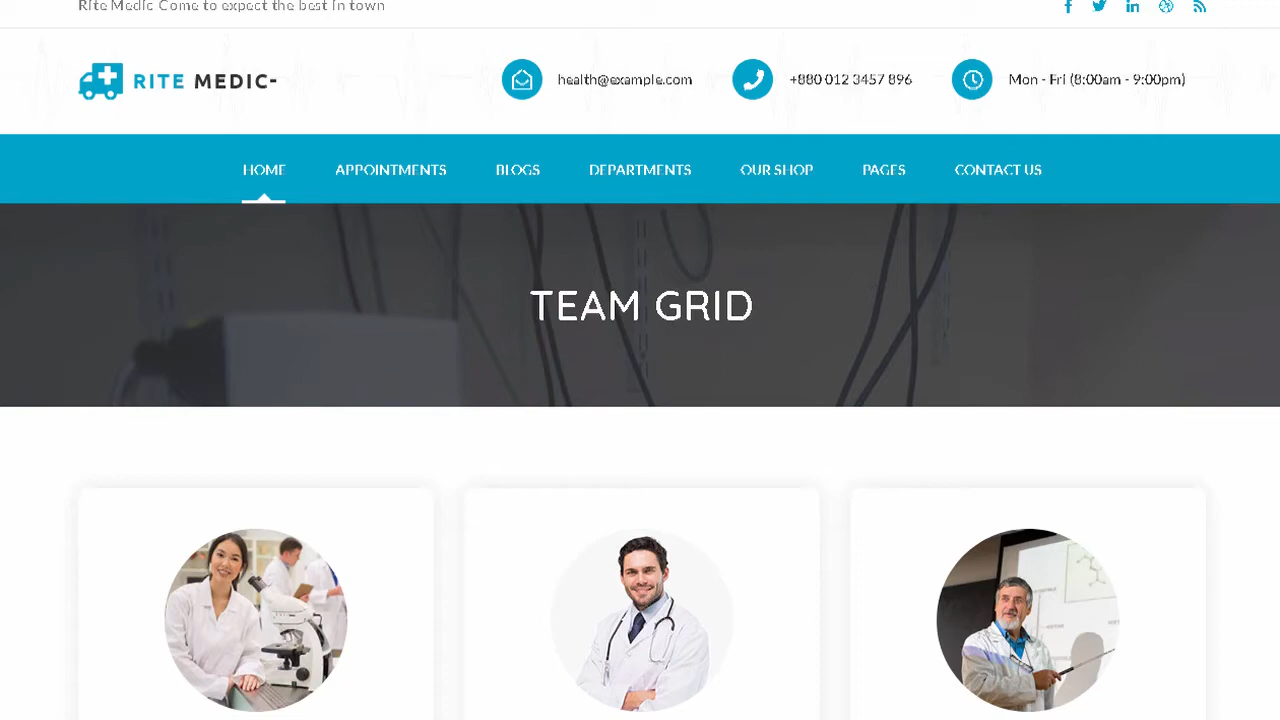 Rite Medic Come to expect the best in town
RITE MEDIC-
health@example.com
+880 012 3457 896
Mon - Fri (8:00am - 9:00pm)
HOME APPOINTMENTS BLOGS DEPARTMENTS OUR SHOP PAGES CONTACT US
TEAM GRID